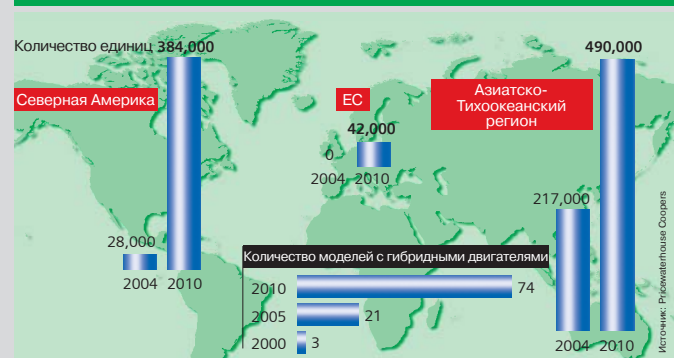 Количество единиц 384,000
490,000
Северная Америка
ЕС
Азиатско-
Тихоокеанский
регион
42,000
0
2004 2010
217,000
28,000
2004 2010
Количество моделей с гибридными двигателями
2010 74
2005 21
2000 3
2004 2010
Источник: Pricewaterhouse Coopers